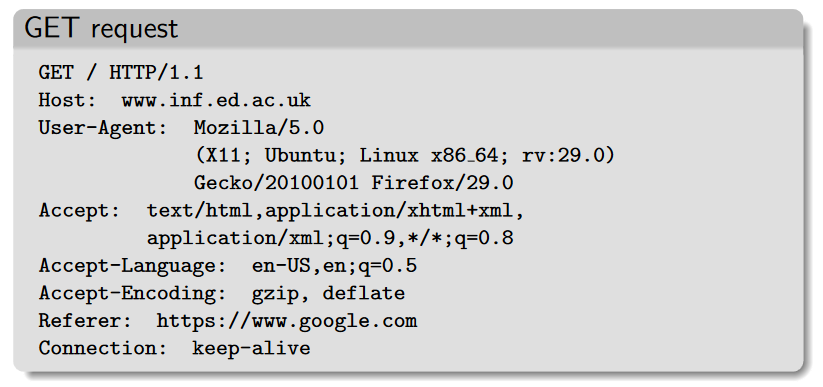 GET request
GET / HTTP/1.1
Host: www.inf.ed.ac.uk
User-Agent: Mozilla/5.0
(X11; Ubuntu; Linux x86_64; rv:29.0)
Gecko/20100101 Firefox/29.0
Accept: text/html,application/xhtml+xml,
application/xml;q=0.9,*/*;q=0.8
Accept-Language: en-US,en;q=0.5
Accept-Encoding: gzip, deflate
Referer: https://www.google.com
Connection: keep-alive